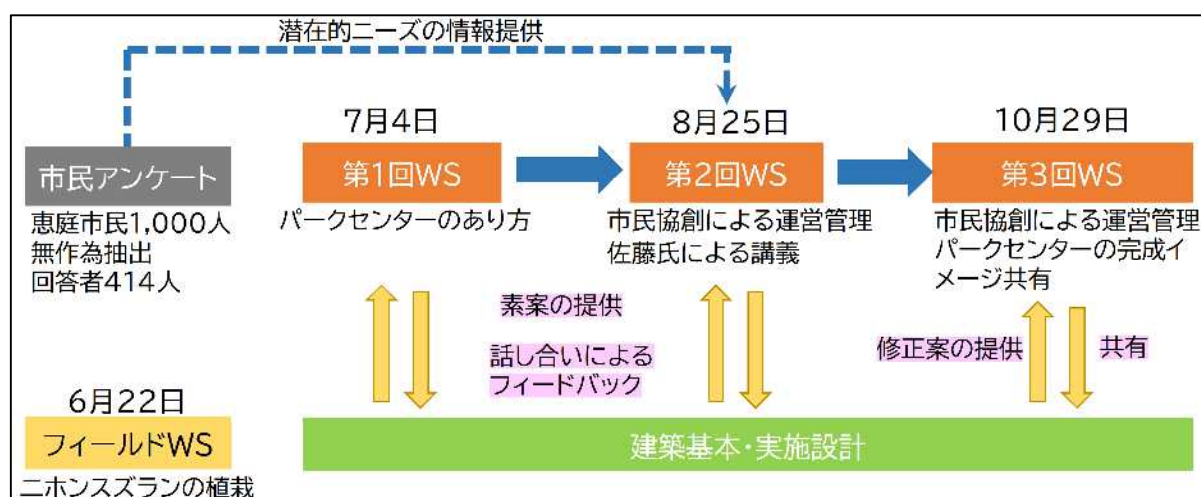 潜在的ニーズの情報提供
7月4日
8月25日
10月29日
市民アンケート
第1回WS
第2回WS
第3回WS
恵庭市民1,000人
無作為抽出
回答者414人
パークセンターのあり方
市民協創による運営管理
佐藤氏による講義
市民協創による運営管理
パークセンターの完成イ
メージ共有
素案の提供
話し合いによる
フィードバック
修正案の提供
共有
6月22日
フィールドWS
ニホンスズランの植栽
建築基本・実施設計